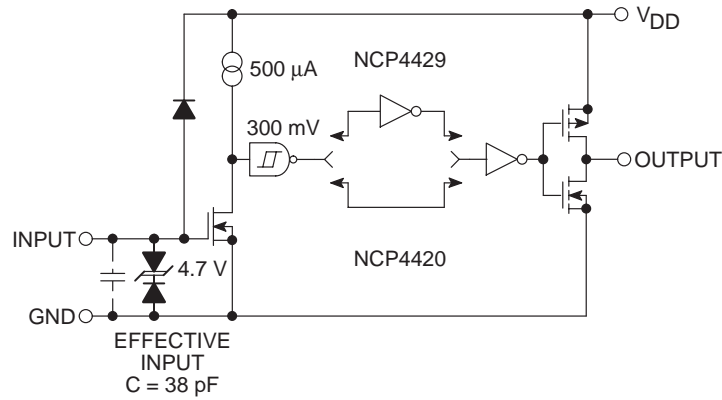 V_DD
500 µA
NCP4429
300 mV
OUTPUT
INPUT
4.7 V
NCP4420
GND
EFFECTIVE
INPUT
C = 38 pF